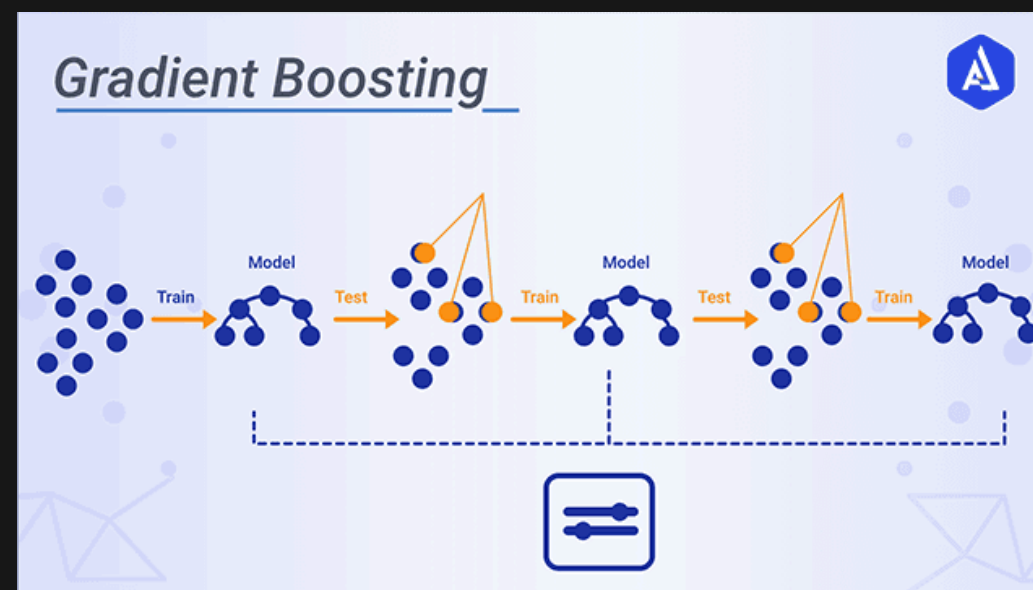 Gradient Boosting
Model
Model
Model
Train
Test
Train
Test
Train